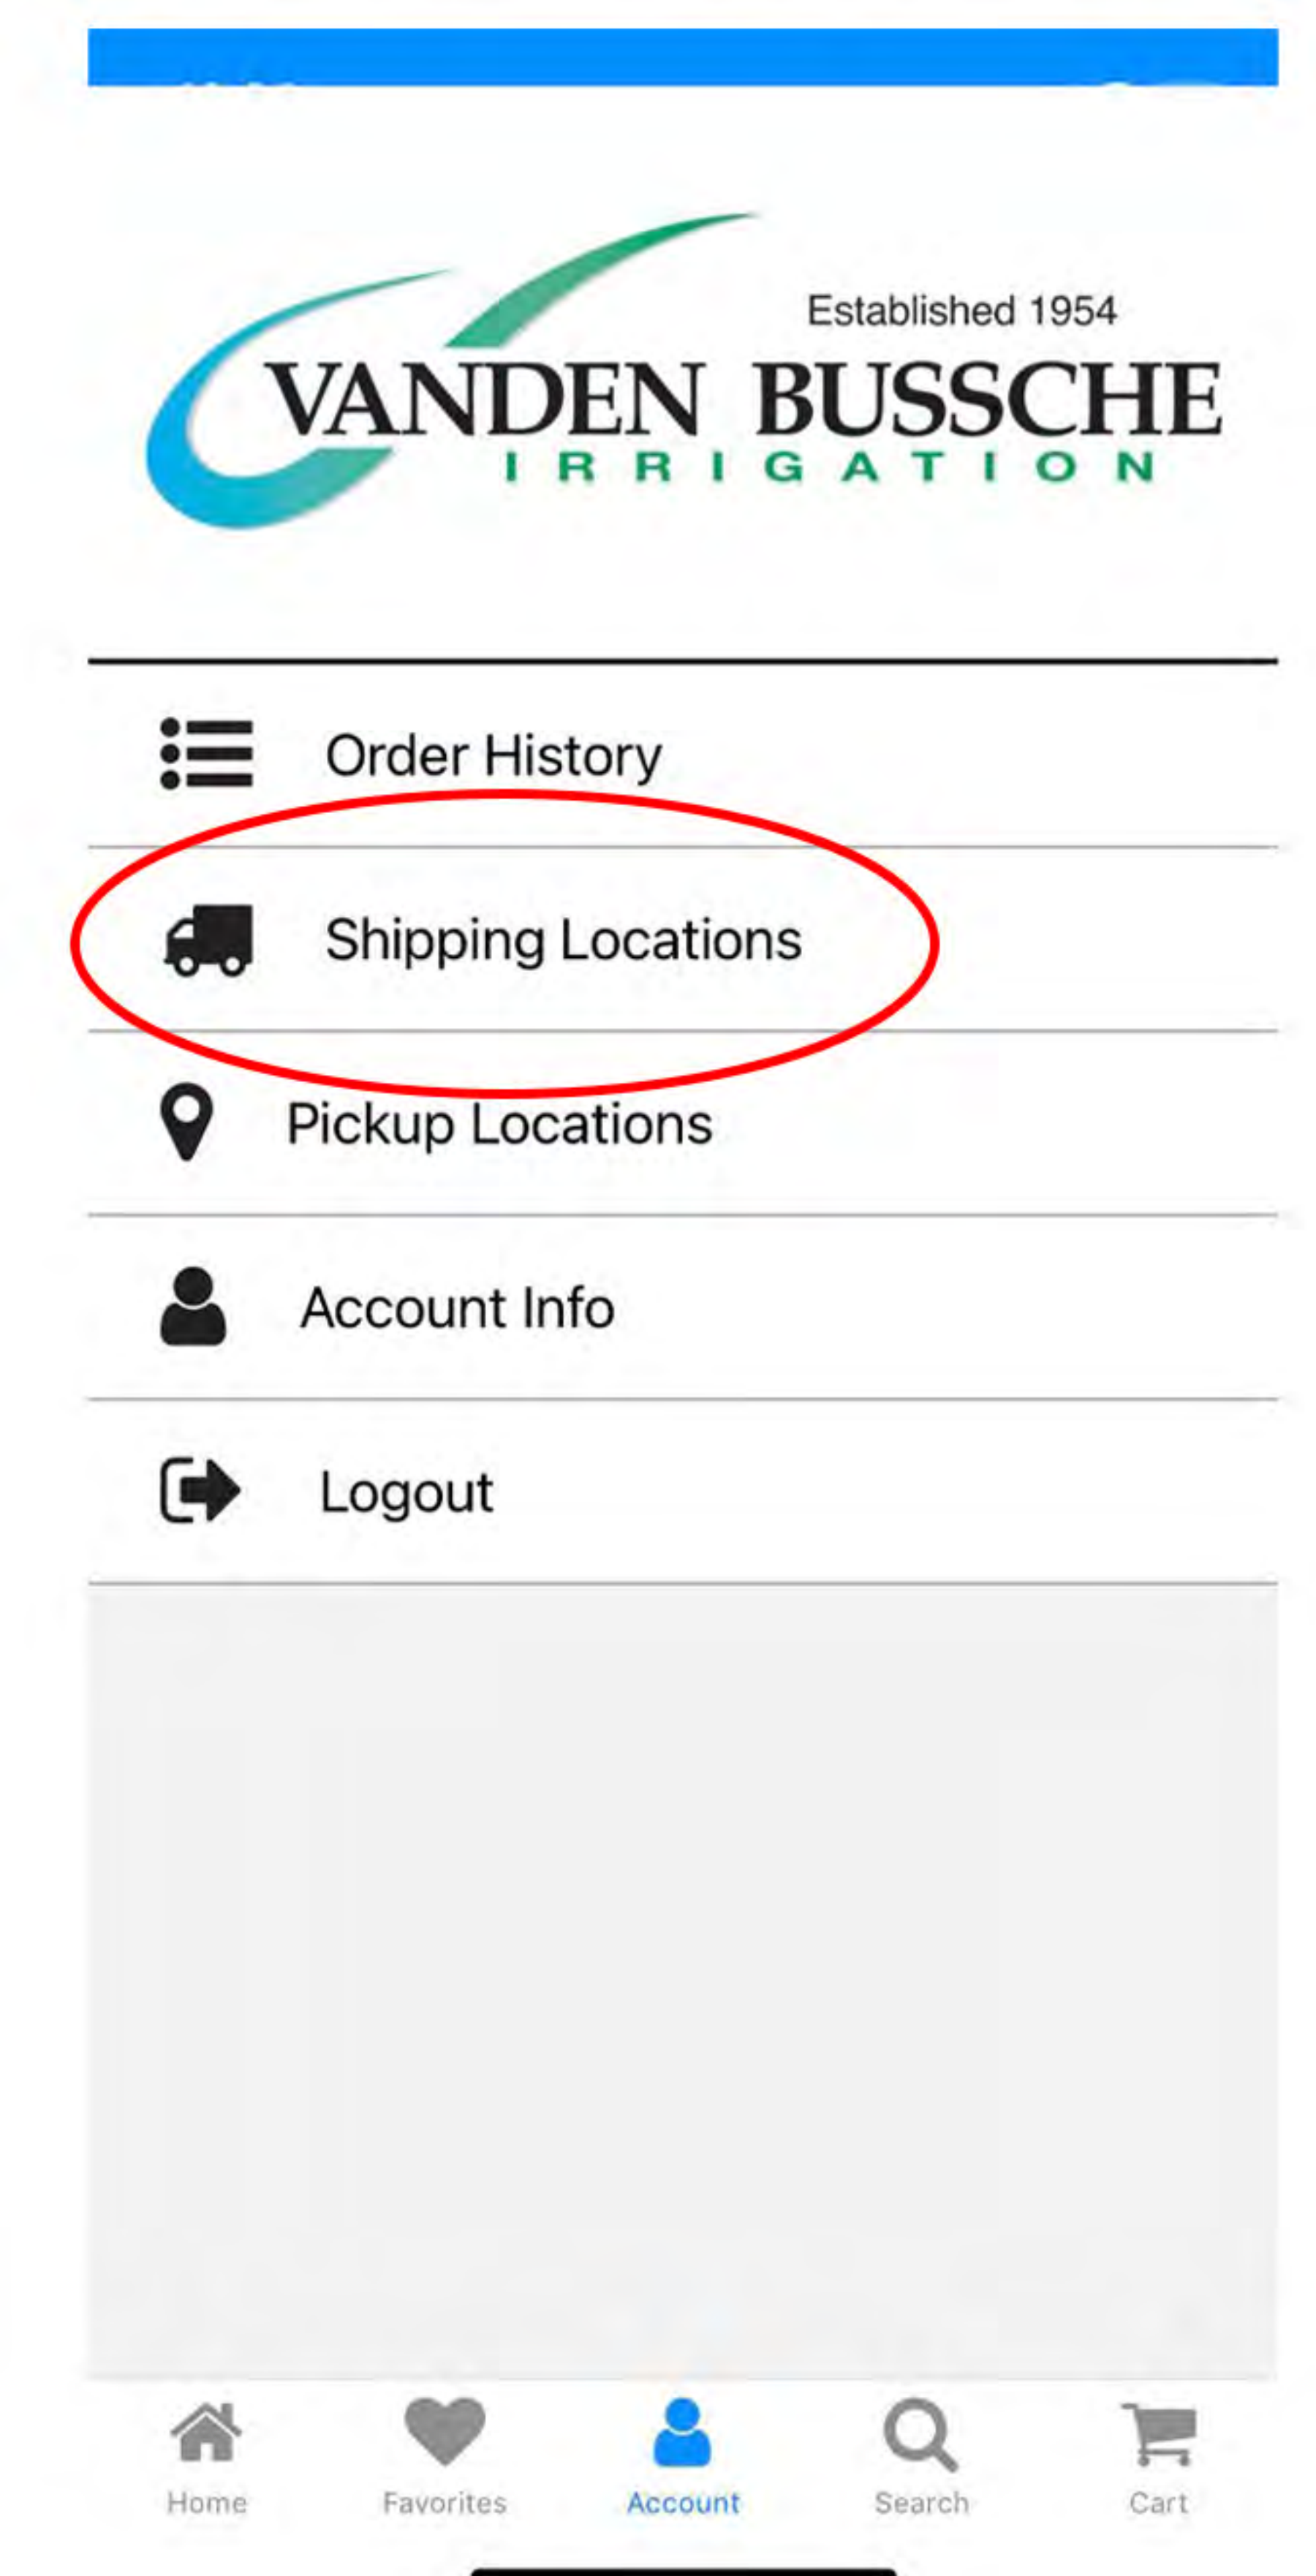 Established 1954
VANDEN BUSSCHE
IRRIGATION
Order History
Shipping Locations
Pickup Locations
Account Info
Logout
Home Favorites Account Search Cart